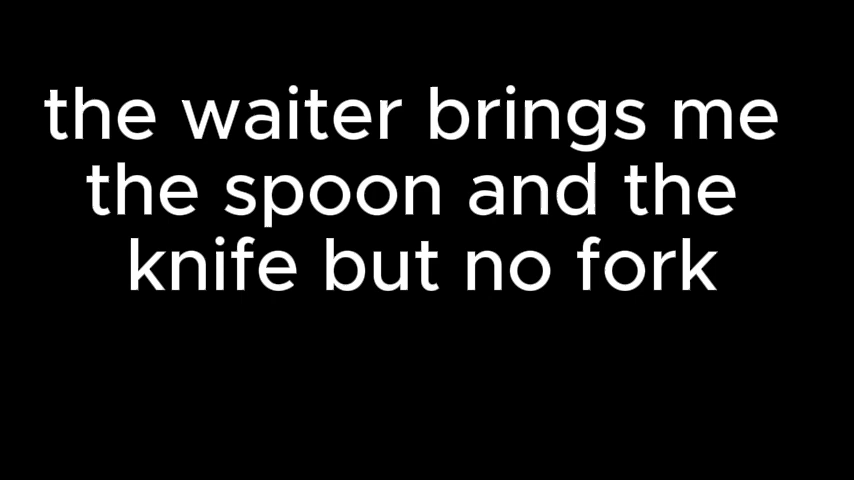 the waiter brings me
the spoon and the
knife but no fork